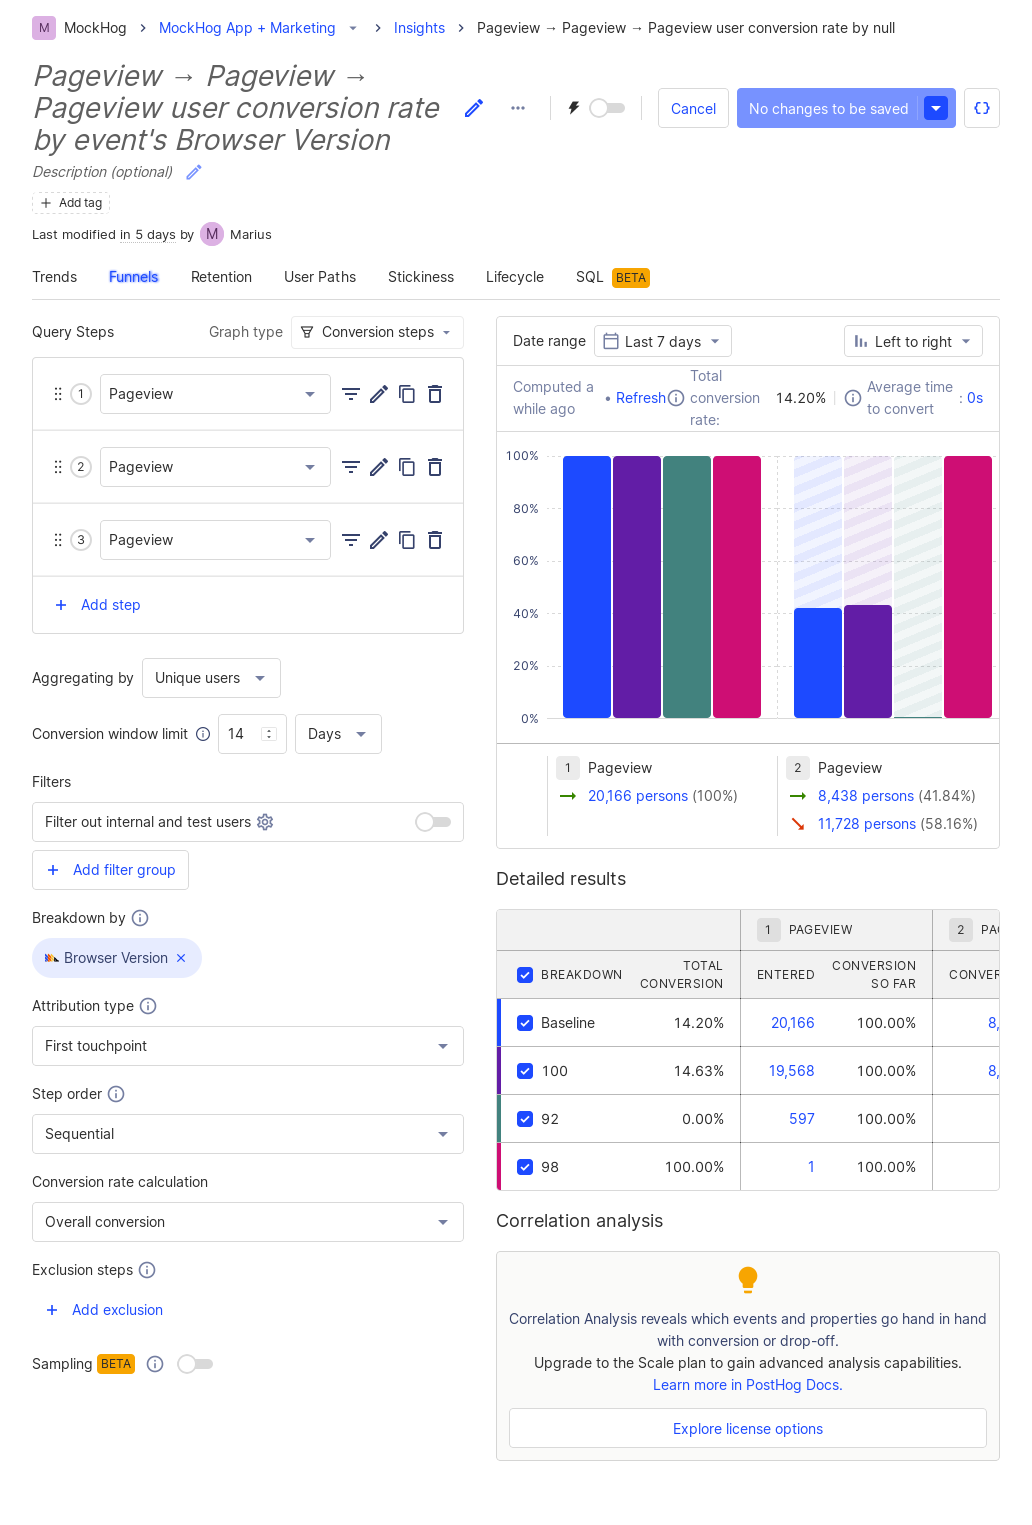 M MockHog MockHog App + Marketing Insights Pageview → Pageview → Pageview user conversion rate by null
Pageview → Pageview →
Pageview user conversion rate
by event's Browser Version
Cancel No changes to be saved
Description (optional)
Add tag
Last modified in 5 days by M Marius
Trends Funnels Retention User Paths Stickiness Lifecycle SQL BETA
Query Steps Graph type Conversion steps
1 Pageview
2 Pageview
3 Pageview
Add step
Aggregating by Unique users
Conversion window limit 14 Days
Filters
Filter out internal and test users
Add filter group
Breakdown by
Browser Version
Attribution type
First touchpoint
Step order
Sequential
Conversion rate calculation
Overall conversion
Exclusion steps
Add exclusion
Sampling BETA
Date range Last 7 days Left to right
Computed a
while ago
• Refresh
Total
conversion
rate:
14.20%
Average time
to convert
: 0s
100%
80%
60%
40%
20%
0%
1 Pageview
20,166 persons (100%)
2 Pageview
8,438 persons (41.84%)
11,728 persons (58.16%)
Detailed results
1 PAGEVIEW 2 PAG
BREAKDOWN TOTAL
CONVERSION ENTERED CONVERSION
SO FAR CONVER
Baseline 14.20% 20,166 100.00% 8,
100 14.63% 19,568 100.00% 8,
92 0.00% 597 100.00%
98 100.00% 1 100.00%
Correlation analysis
Correlation Analysis reveals which events and properties go hand in hand
with conversion or drop-off.
Upgrade to the Scale plan to gain advanced analysis capabilities.
Learn more in PostHog Docs.
Explore license options